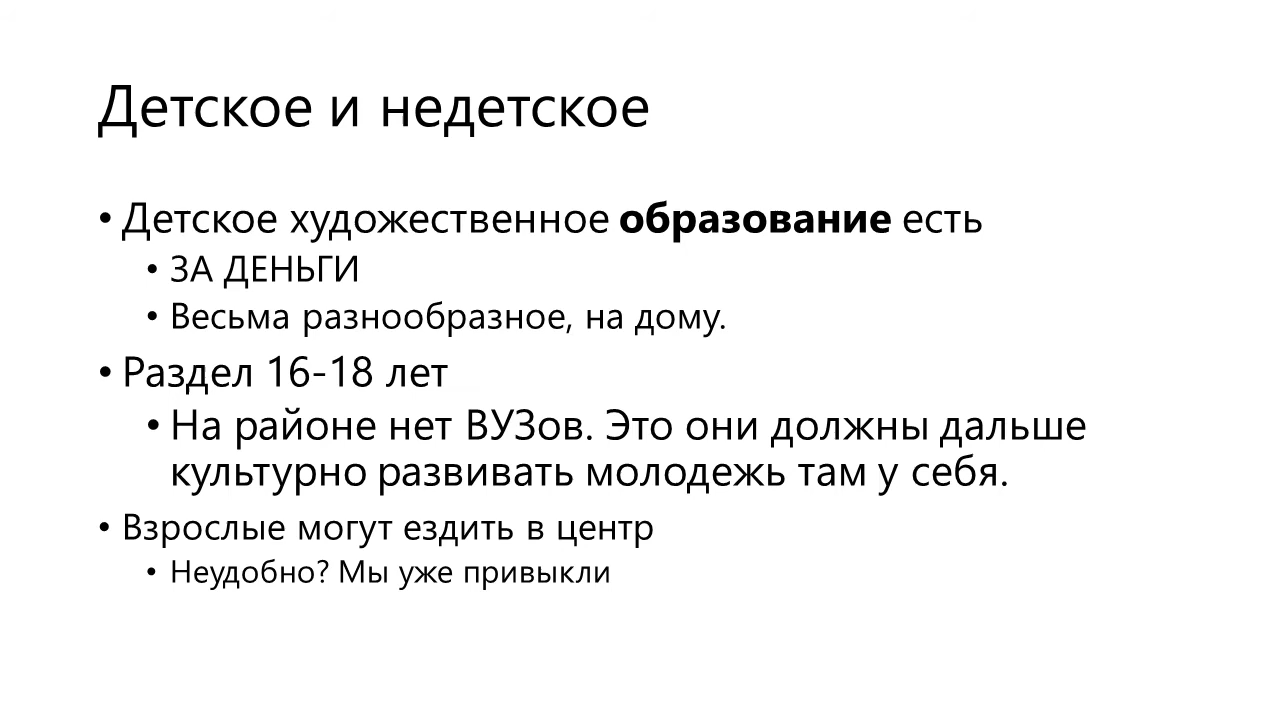 Детское и недетское
• Детское художественное образование есть
• ЗА ДЕНЬГИ
• Весьма разнообразное, на дому.
• Раздел 16-18 лет
• На районе нет ВУЗов. Это они должны дальше
культурно развивать молодежь там у себя.
• Взрослые могут ездить в центр
• Неудобно? Мы уже привыкли